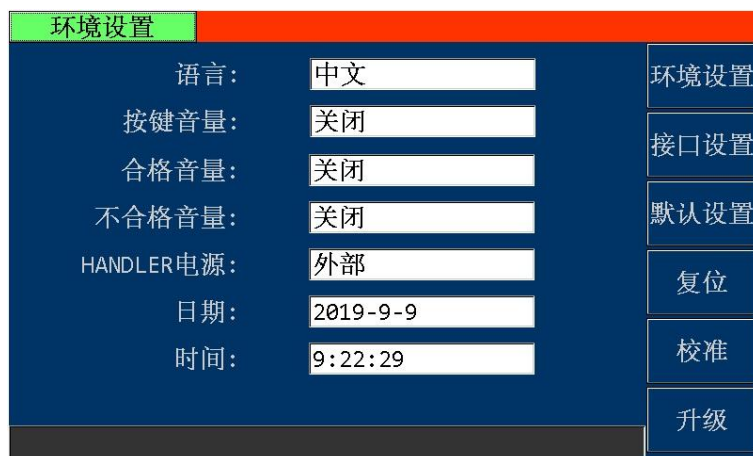 环境设置
语言: 中文
按键音量: 关闭
合格音量: 关闭
不合格音量: 关闭
HANDLER电源: 外部
日期: 2019-9-9
时间: 9:22:29
环境设置
接口设置
默认设置
复位
校准
升级